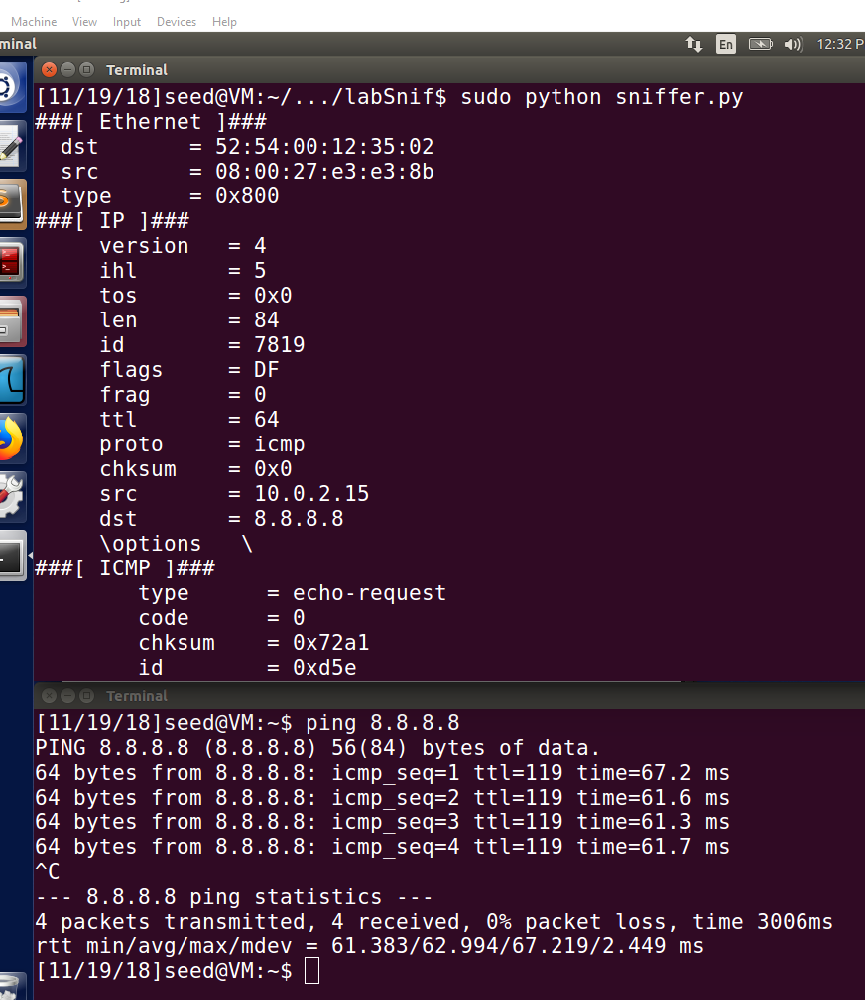 Machine View Input Devices Help
minal En 12:32 P
Terminal
[11/19/18]seed@VM:~/.../labSnif$ sudo python sniffer.py
###[ Ethernet ]###
  dst       = 52:54:00:12:35:02
  src       = 08:00:27:e3:e3:8b
  type      = 0x800
###[ IP ]###
     version   = 4
     ihl       = 5
     tos       = 0x0
     len       = 84
     id        = 7819
     flags     = DF
     frag      = 0
     ttl       = 64
     proto     = icmp
     chksum    = 0x0
     src       = 10.0.2.15
     dst       = 8.8.8.8
     \options   \
###[ ICMP ]###
        type      = echo-request
        code      = 0
        chksum    = 0x72a1
        id        = 0xd5e
Terminal
[11/19/18]seed@VM:~$ ping 8.8.8.8
PING 8.8.8.8 (8.8.8.8) 56(84) bytes of data.
64 bytes from 8.8.8.8: icmp_seq=1 ttl=119 time=67.2 ms
64 bytes from 8.8.8.8: icmp_seq=2 ttl=119 time=61.6 ms
64 bytes from 8.8.8.8: icmp_seq=3 ttl=119 time=61.3 ms
64 bytes from 8.8.8.8: icmp_seq=4 ttl=119 time=61.7 ms
^C
--- 8.8.8.8 ping statistics ---
4 packets transmitted, 4 received, 0% packet loss, time 3006ms
rtt min/avg/max/mdev = 61.383/62.994/67.219/2.449 ms
[11/19/18]seed@VM:~$